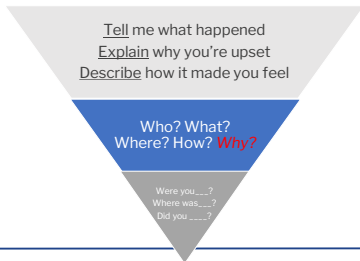 Tell me what happened
Explain why you're upset
Describe how it made you feel
Who? What?
Where? How? Why?
Were you___?
Where was___?
Did you ____?